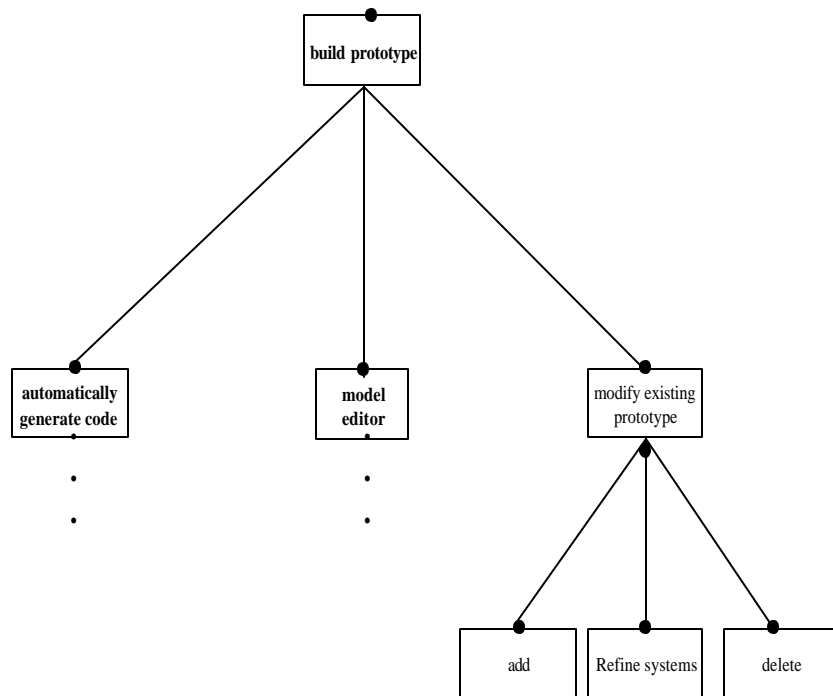 build prototype
automatically
generate code
model
editor
modify existing
prototype
add
Refine systems
delete